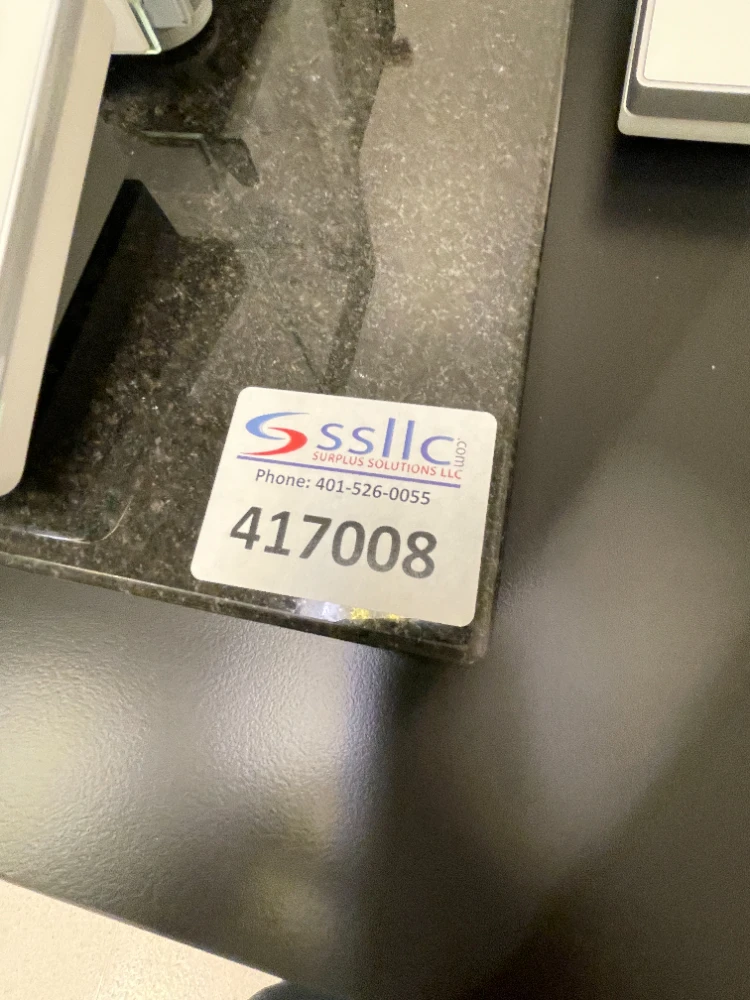 ssllc.com
SURPLUS SOLUTIONS LLC
Phone: 401-526-0055
417008